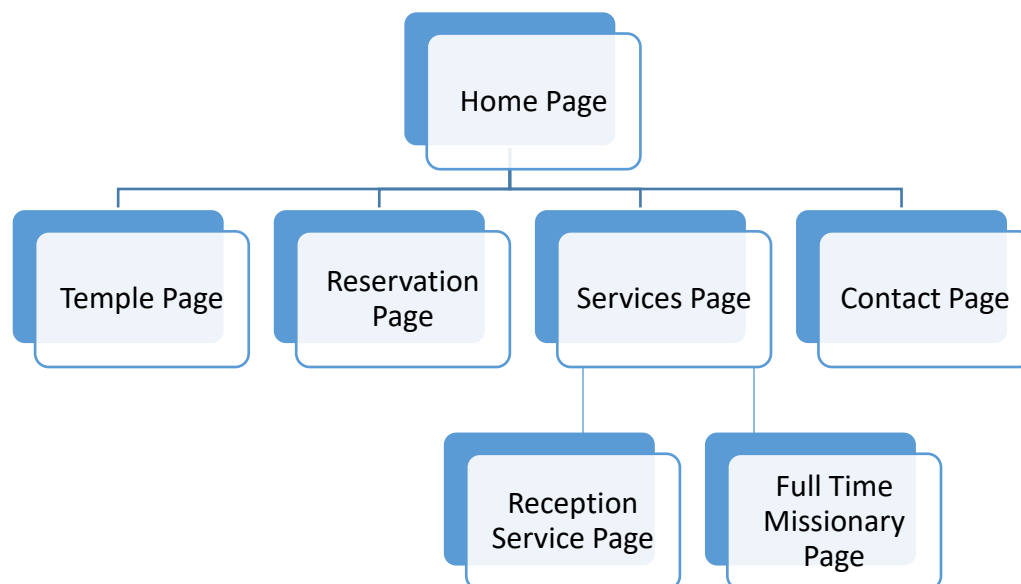 Home Page
Temple Page
Reservation
Page
Services Page
Contact Page
Reception
Service Page
Full Time
Missionary
Page